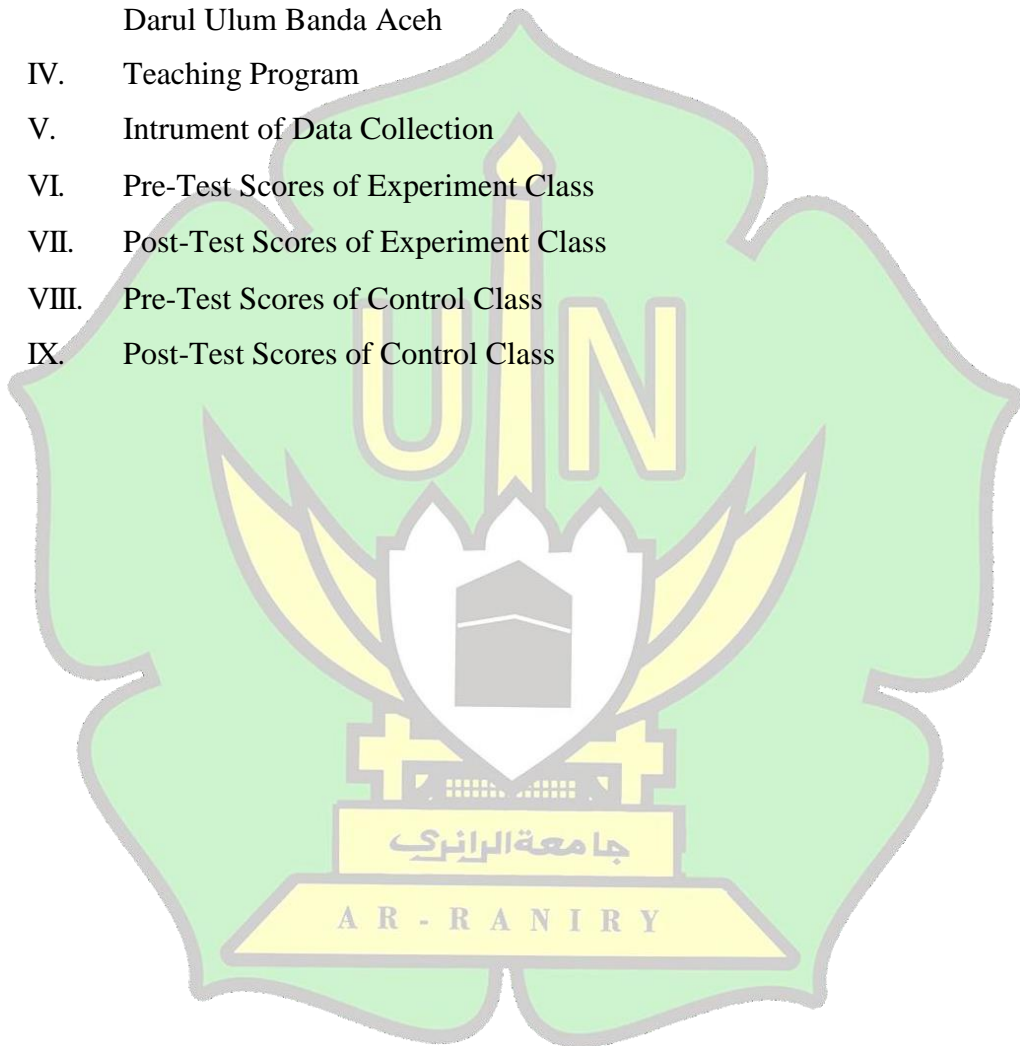 Darul Ulum Banda Aceh
IV. Teaching Program
V. Intrument of Data Collection
VI. Pre-Test Scores of Experiment Class
VII. Post-Test Scores of Experiment Class
VIII. Pre-Test Scores of Control Class
IX. Post-Test Scores of Control Class
UIN
جامعةالرانري
AR-RANIRY